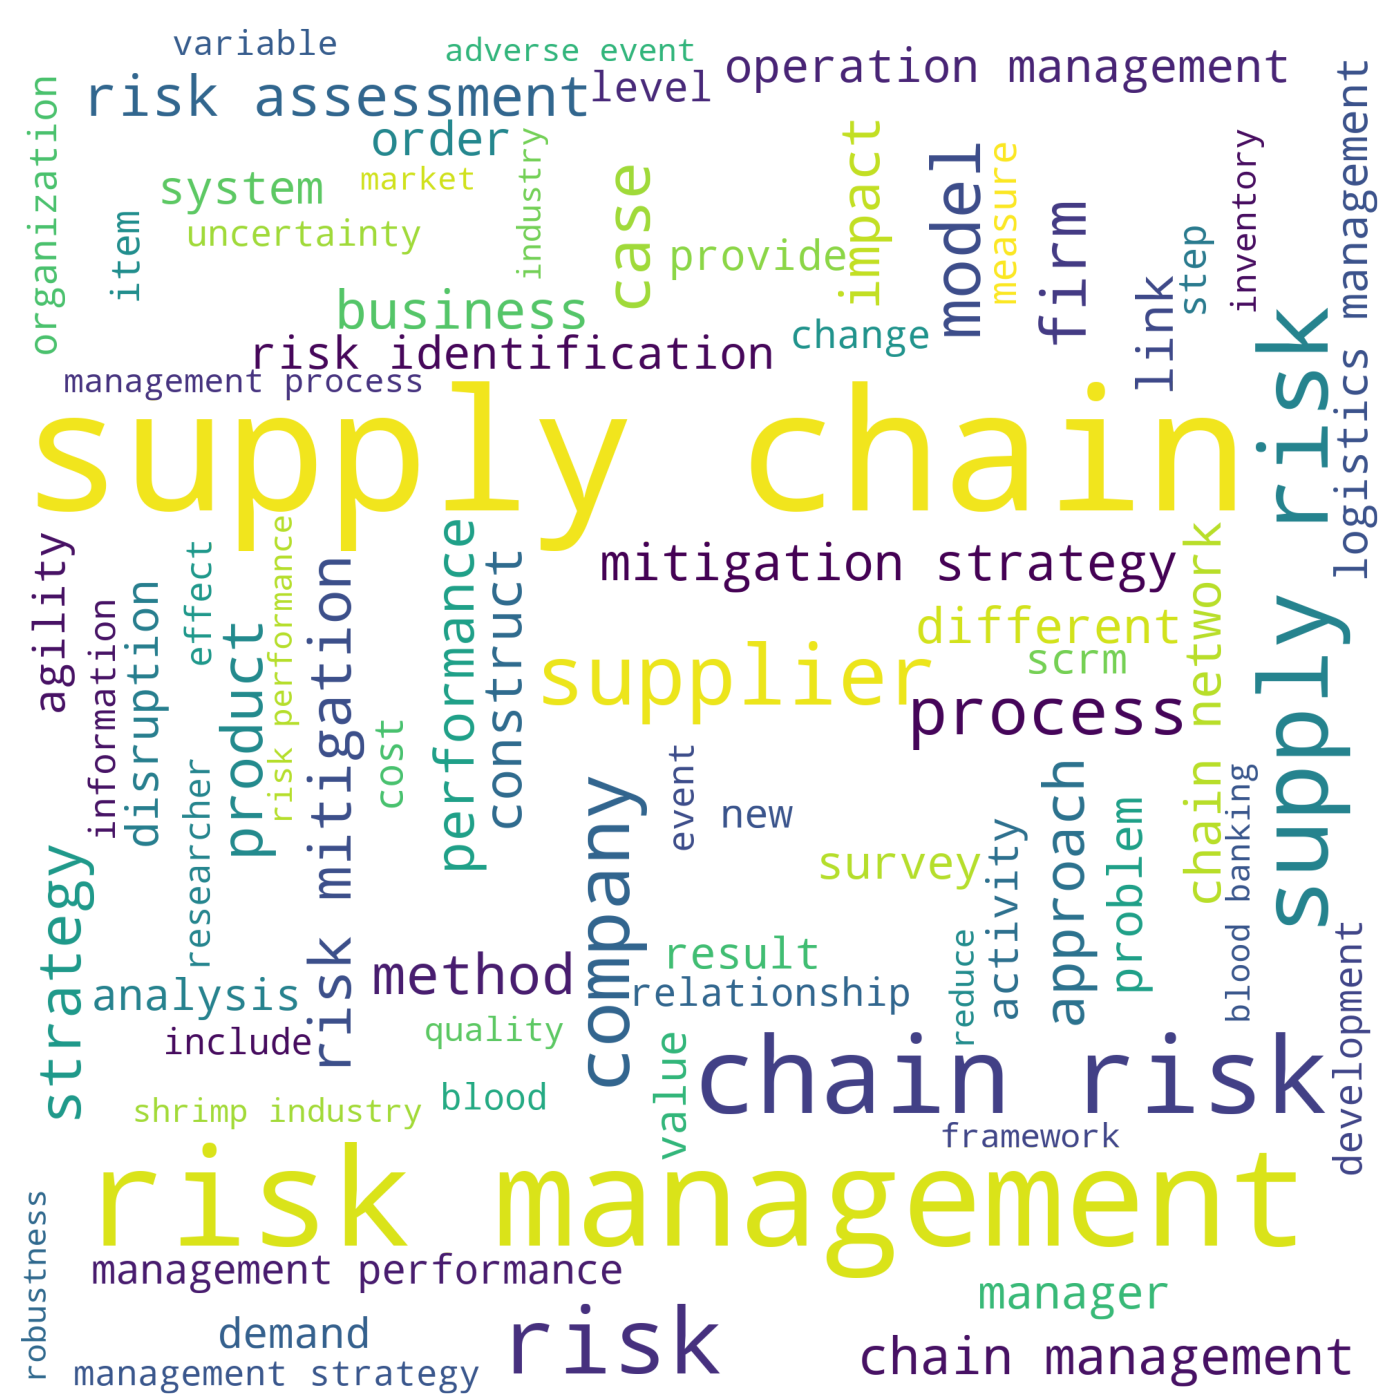 variable
adverse event
operation management
risk assessment
level
order
organization
system
market
industry
case
impact
model
measure
firm
inventory
logistics management
item
uncertainty
provide
step
link
business
change
risk identification
management process
supply chain
supply risk
agility
effect
risk performance
performance
construct
mitigation strategy
chain network
information
disruption
product
risk mitigation
different
scrm
supplier
process
researcher
cost
event
new
company
survey
activity
approach
problem
blood banking
strategy
analysis
method
result
relationship
reduce
development
include
quality
value
chain risk
shrimp industry
blood
framework
risk management
robustness
management performance
manager
demand
risk
chain management
management strategy